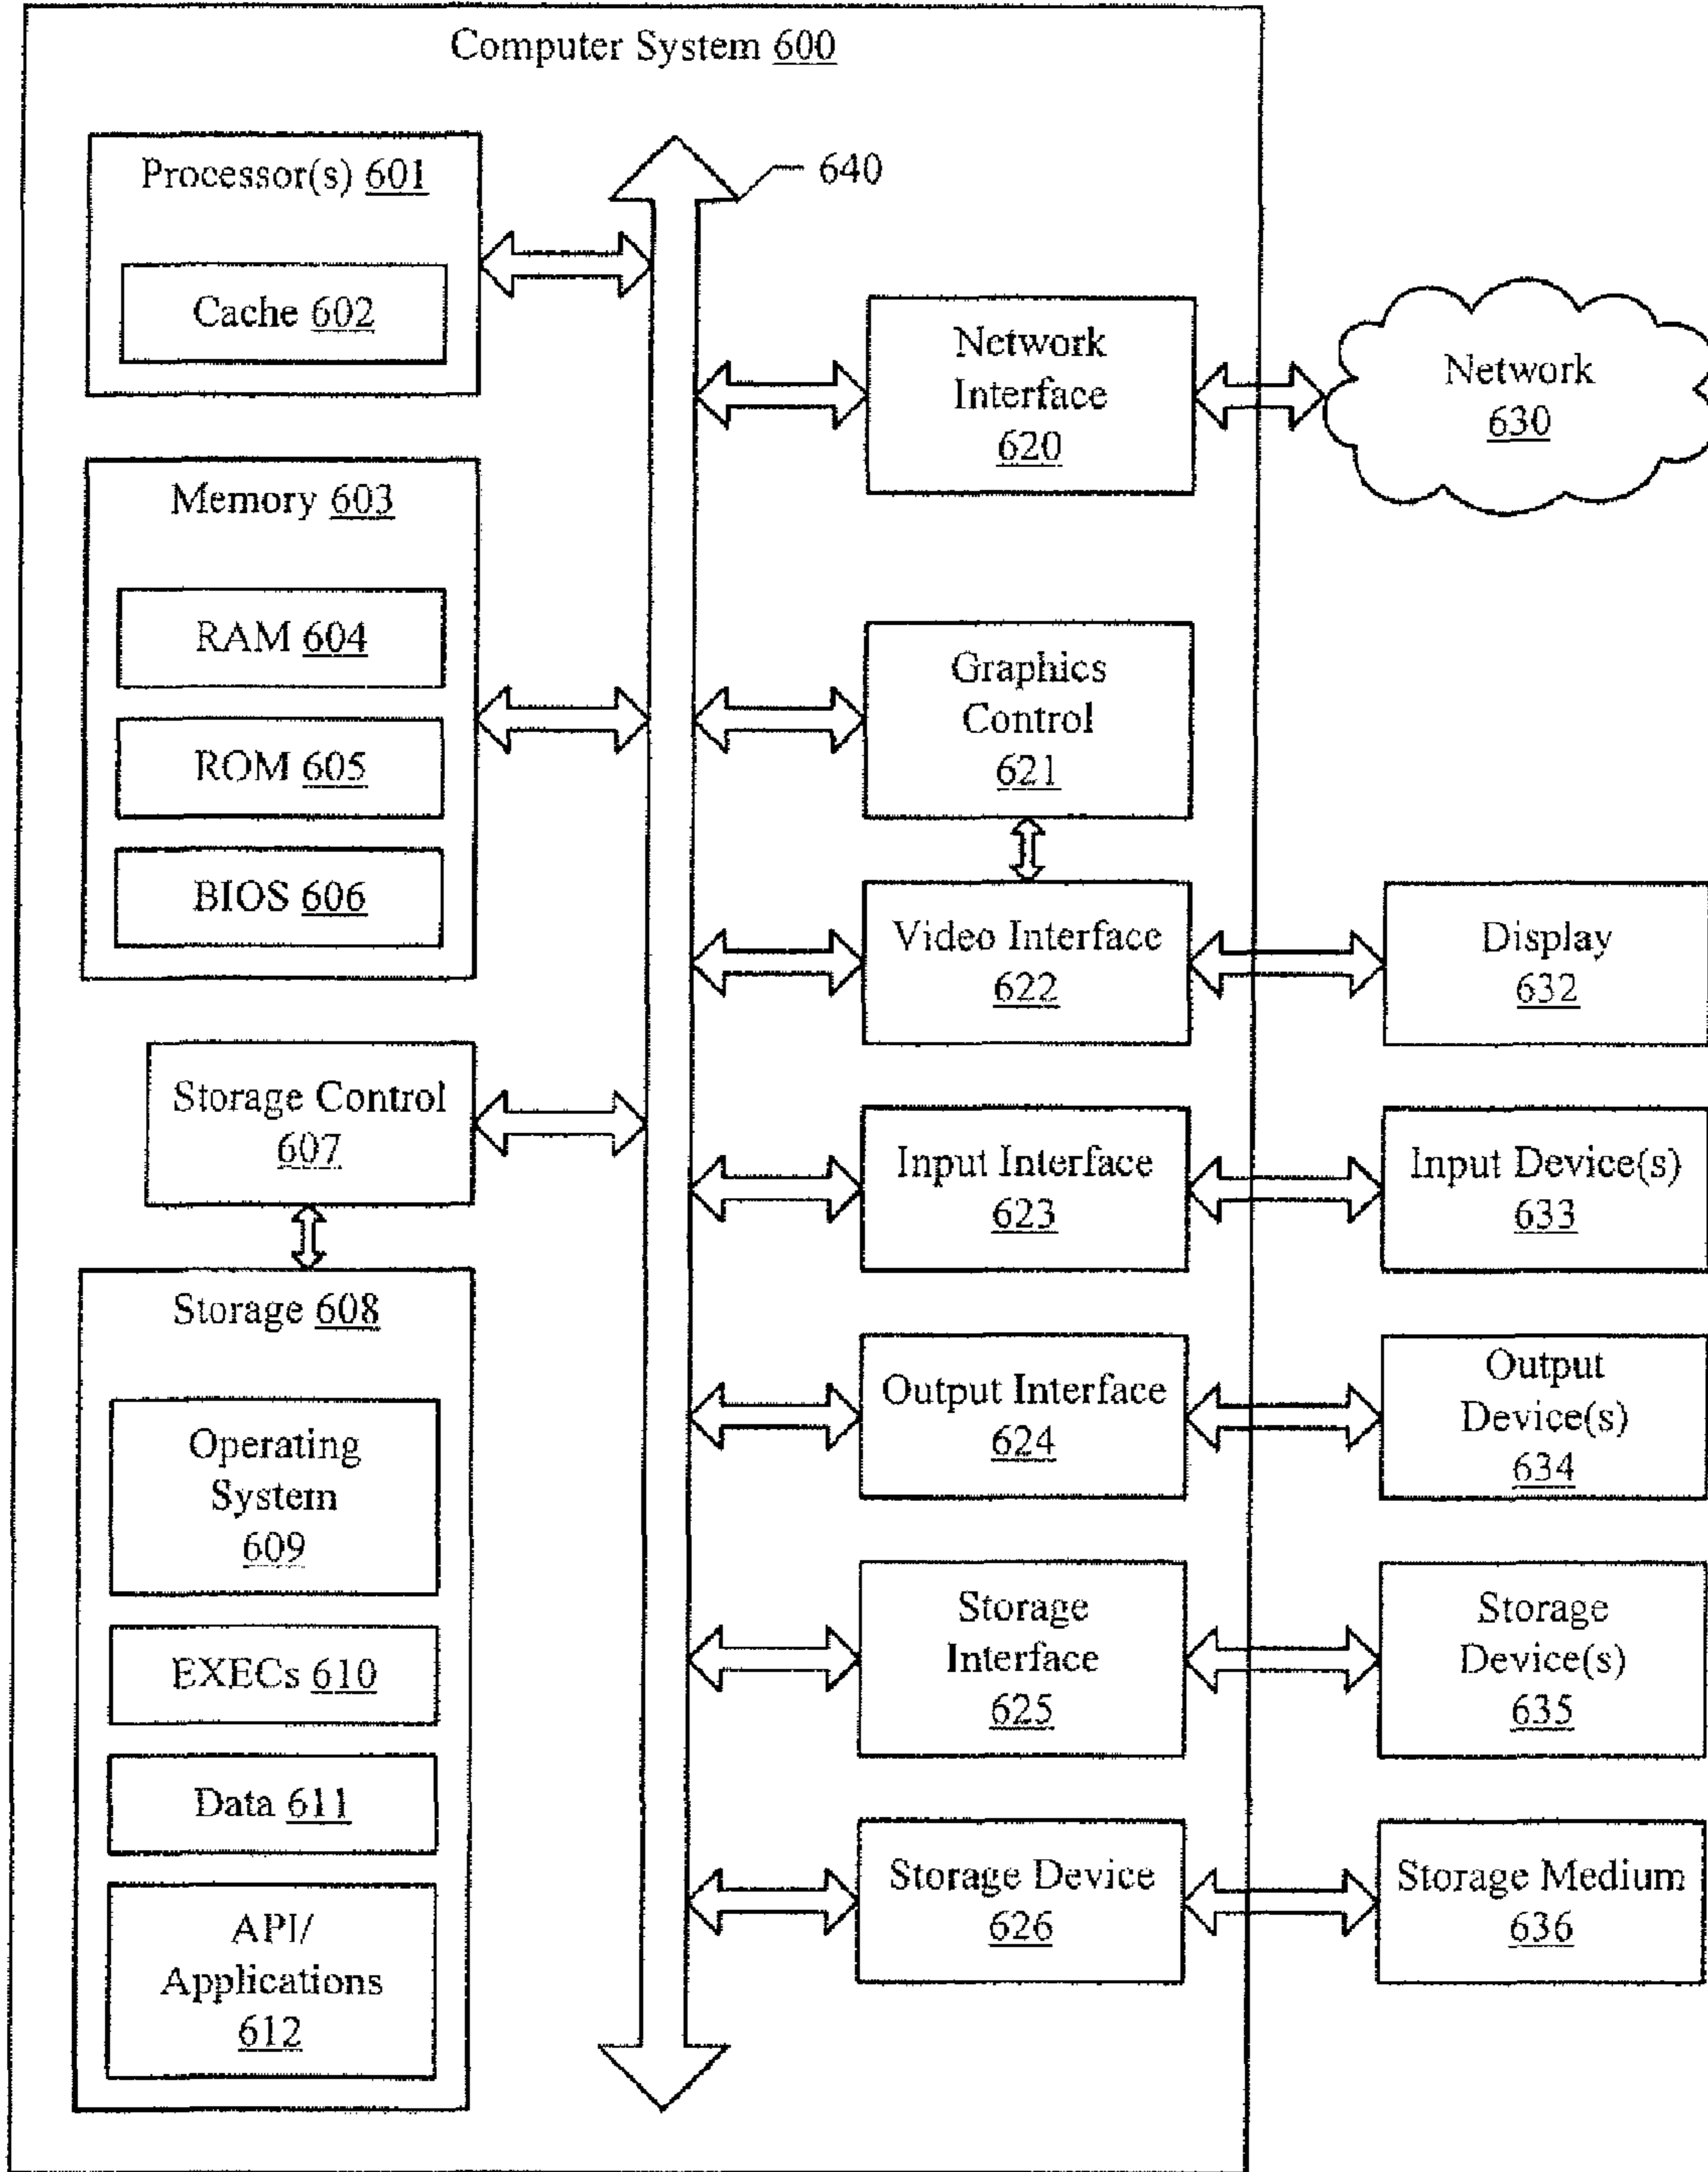 Computer System 600
Processor(s) 601
Cache 602
Memory 603
RAM 604
ROM 605
BIOS 606
Storage Control
607
Storage 608
Operating
System
609
EXECs 610
Data 611
API/
Applications
612
640
Network
Interface
620
Network
630
Graphics
Control
621
Video Interface
622
Display
632
Input Interface
623
Input Device(s)
633
Output Interface
624
Output
Device(s)
634
Storage
Interface
625
Storage
Device(s)
635
Storage Device
626
Storage Medium
636